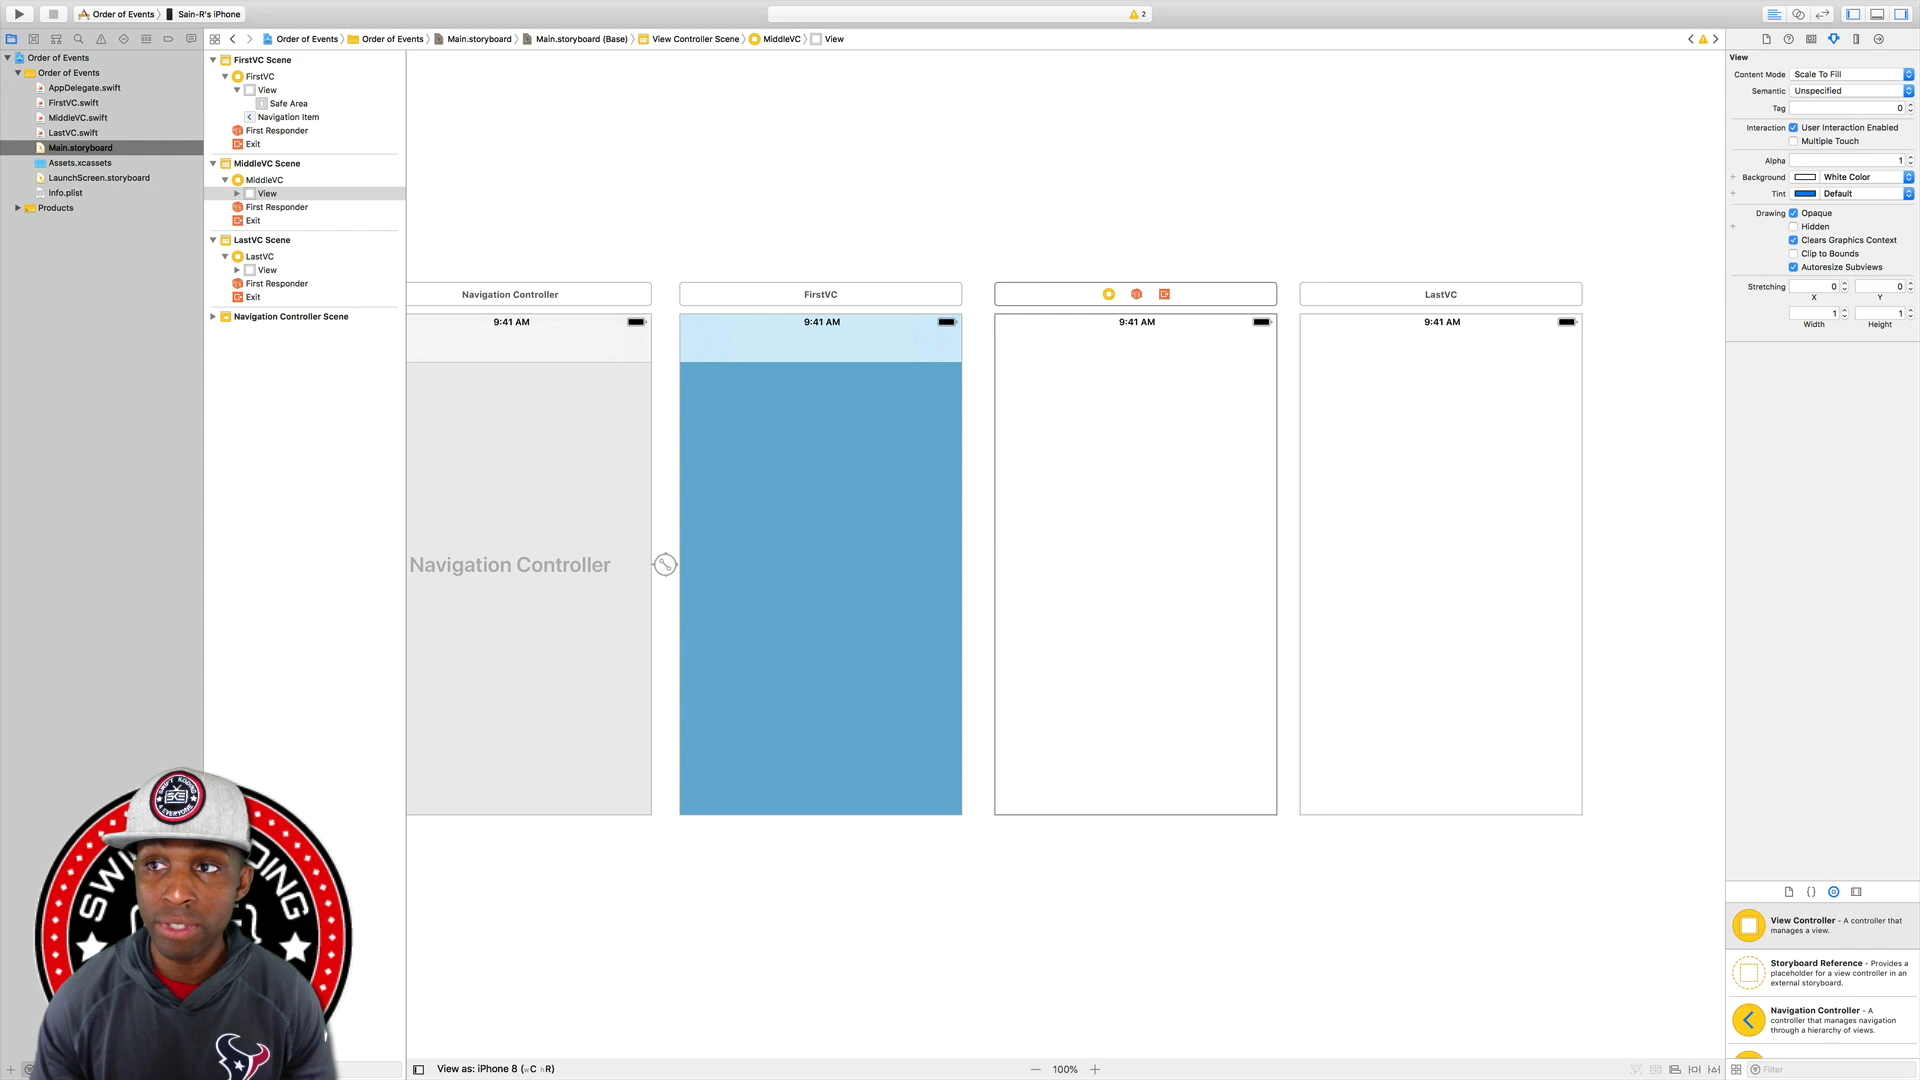 Order of Events Sain-R's iPhone 2
Order of Events Order of Events Main.storyboard Main.storyboard (Base) View Controller Scene MiddleVC View
Order of Events
Order of Events
AppDelegate.swift
FirstVC.swift
MiddleVC.swift
LastVC.swift
Main.storyboard
Assets.xcassets
LaunchScreen.storyboard
Info.plist
Products
FirstVC Scene
FirstVC
View
Safe Area
Navigation Item
First Responder
Exit
MiddleVC Scene
MiddleVC
View
First Responder
Exit
LastVC Scene
LastVC
View
First Responder
Exit
Navigation Controller Scene
Navigation Controller
9:41 AM
Navigation Controller
FirstVC
9:41 AM
9:41 AM
LastVC
9:41 AM
View as: iPhone 8 (wC hR)
100%
View
Content Mode Scale To Fill
Semantic Unspecified
Tag 0
Interaction User Interaction Enabled
Multiple Touch
Alpha 1
Background White Color
Tint Default
Drawing Opaque
Hidden
Clears Graphics Context
Clip to Bounds
Autoresize Subviews
Stretching 0 0
X Y
1 1
Width Height
View Controller - A controller that
manages a view.
Storyboard Reference - Provides a
placeholder for a view controller in an
external storyboard.
Navigation Controller - A
controller that manages navigation
through a hierarchy of views.
Filter
SWIFT KODING
4 EVERYONE